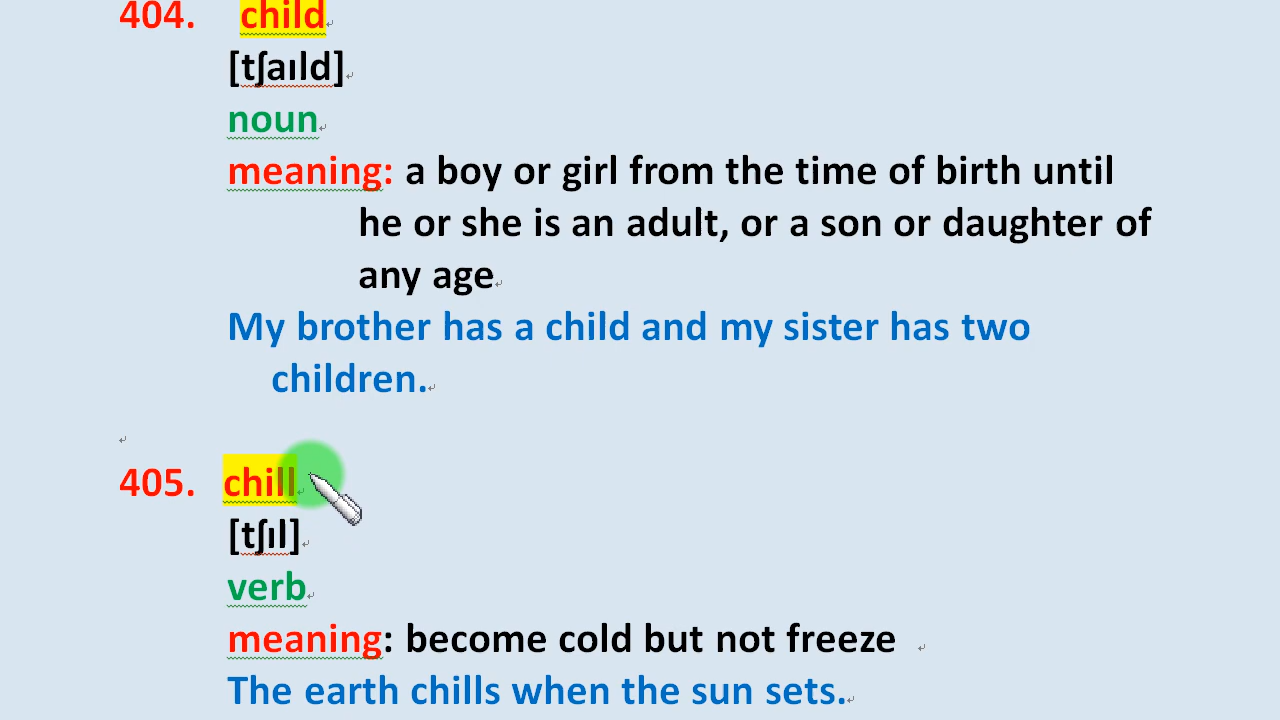 404. child
[tʃaɪld]
noun
meaning: a boy or girl from the time of birth until
he or she is an adult, or a son or daughter of
any age
My brother has a child and my sister has two
children.
405. chill
[tʃɪl]
verb
meaning: become cold but not freeze
The earth chills when the sun sets.